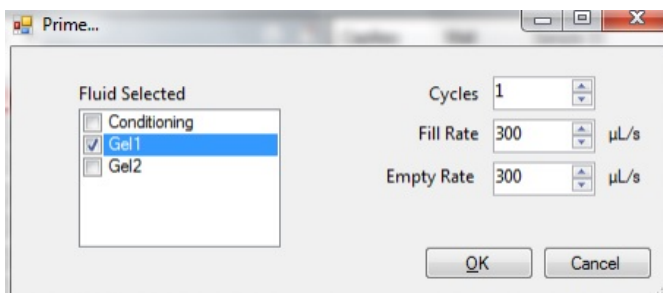 Prime...
Fluid Selected
Conditioning
Gel1
Gel2
Cycles 1
Fill Rate 300 µL/s
Empty Rate 300 µL/s
OK Cancel